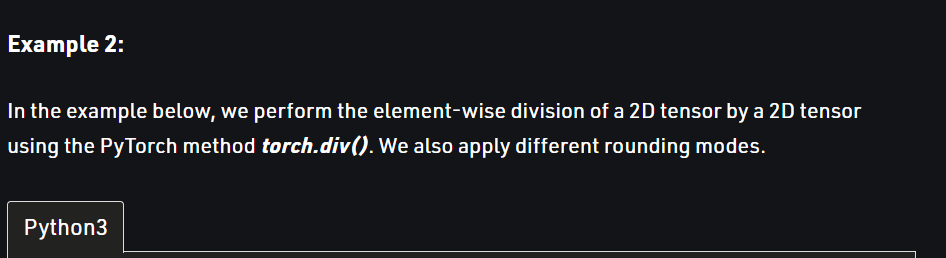 Example 2:
In the example below, we perform the element-wise division of a 2D tensor by a 2D tensor
using the PyTorch method torch.div(). We also apply different rounding modes.
Python3